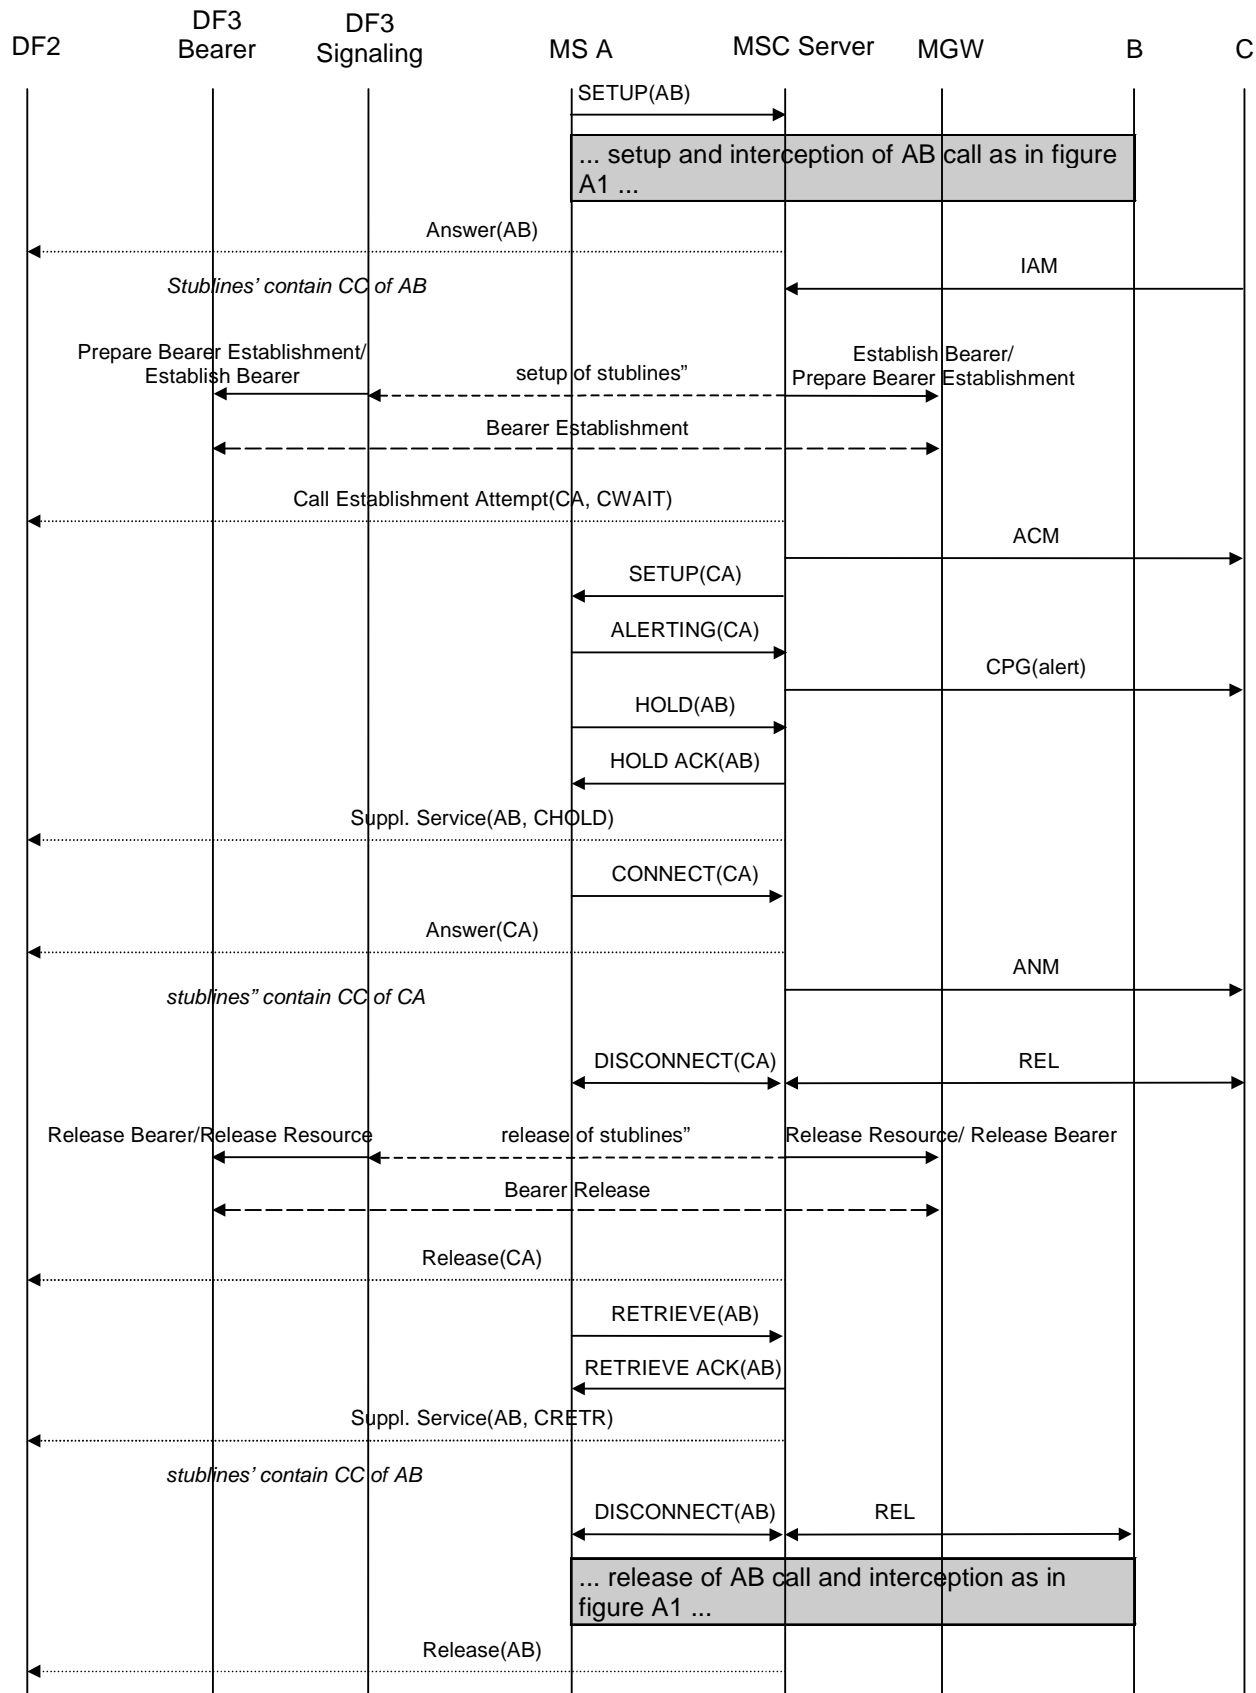 DF2
DF3
Bearer
DF3
Signaling
MS A
MSC Server
MGW
B
C
SETUP(AB)
... setup and interception of AB call as in figure
A1 ...
Answer(AB)
IAM
Stublines’ contain CC of AB
Prepare Bearer Establishment/
Establish Bearer
setup of stublines”
Establish Bearer/
Prepare Bearer Establishment
Bearer Establishment
Call Establishment Attempt(CA, CWAIT)
ACM
SETUP(CA)
ALERTING(CA)
CPG(alert)
HOLD(AB)
HOLD ACK(AB)
Suppl. Service(AB, CHOLD)
CONNECT(CA)
Answer(CA)
ANM
stublines” contain CC of CA
DISCONNECT(CA)
REL
Release Bearer/Release Resource
release of stublines”
Release Resource/ Release Bearer
Bearer Release
Release(CA)
RETRIEVE(AB)
RETRIEVE ACK(AB)
Suppl. Service(AB, CRETR)
stublines’ contain CC of AB
DISCONNECT(AB)
REL
... release of AB call and interception as in
figure A1 ...
Release(AB)